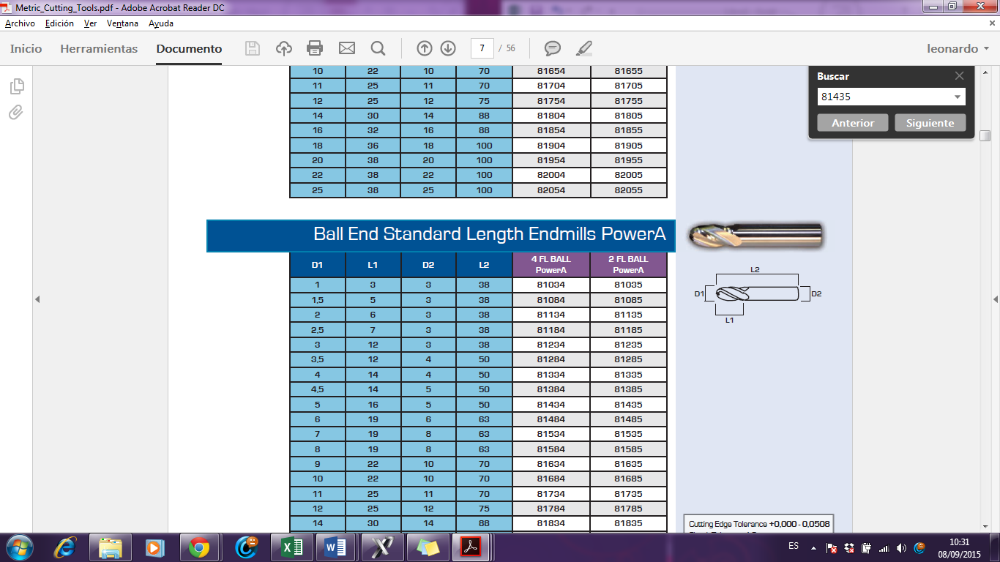 Metric_Cutting_Tools.pdf - Adobe Acrobat Reader DC
Archivo Edición Ver Ventana Ayuda
Inicio Herramientas Documento 7 / 56 leonardo
Buscar
81435
Anterior Siguiente
10 22 10 70 81654 81655
11 25 11 70 81704 81705
12 25 12 75 81754 81755
14 30 14 88 81804 81805
16 32 16 88 81854 81855
18 36 18 100 81904 81905
20 38 20 100 81954 81955
22 38 22 100 82004 82005
25 38 25 100 82054 82055
Ball End Standard Length Endmills PowerA
D1 L1 D2 L2 4 FL BALL PowerA 2 FL BALL PowerA
1 3 3 38 81034 81035
1,5 5 3 38 81084 81085
2 6 3 38 81134 81135
2,5 7 3 38 81184 81185
3 12 3 38 81234 81235
3,5 12 4 50 81284 81285
4 14 4 50 81334 81335
4,5 14 5 50 81384 81385
5 16 5 50 81434 81435
6 19 6 63 81484 81485
7 19 8 63 81534 81535
8 19 8 63 81584 81585
9 22 10 70 81634 81635
10 22 10 70 81684 81685
11 25 11 70 81734 81735
12 25 12 75 81784 81785
14 30 14 88 81834 81835
L2
D1 D2
L1
Cutting Edge Tolerance +0,000 - 0,0508
ES 10:31
08/09/2015